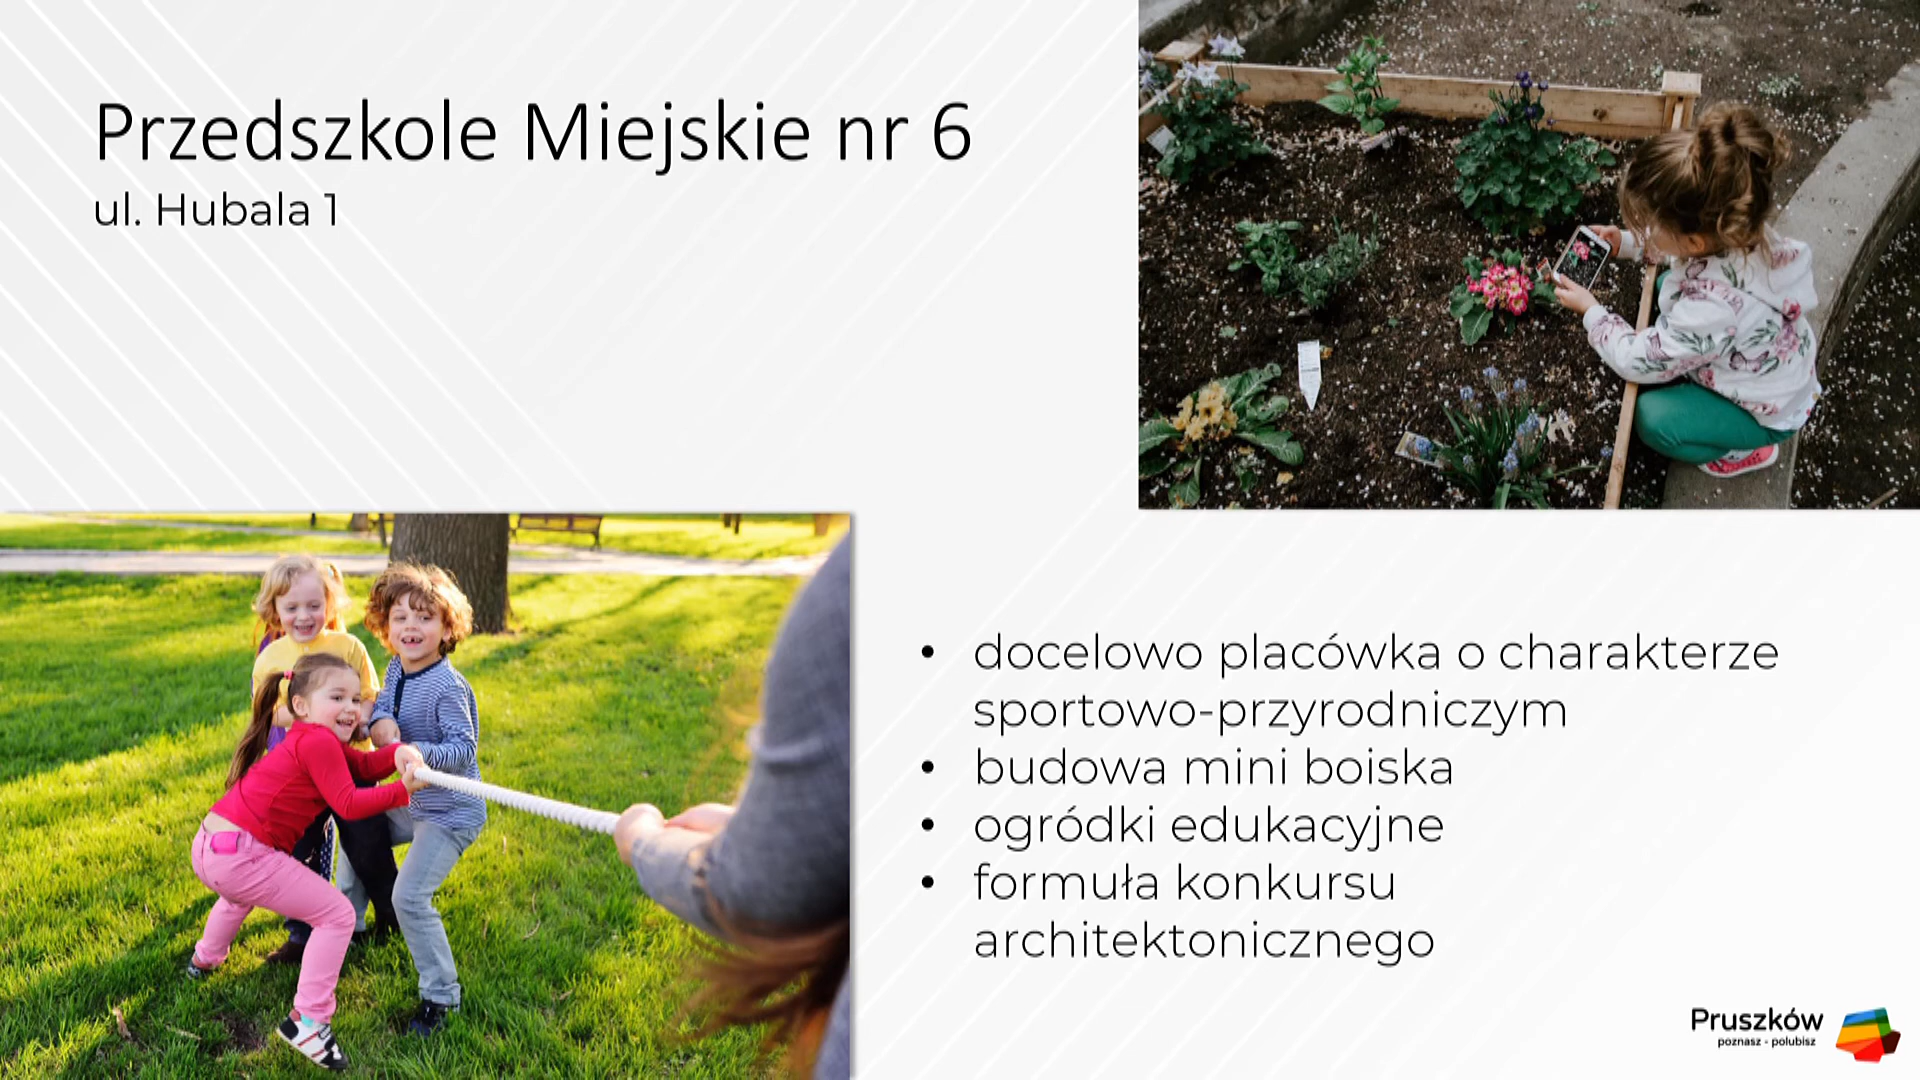 Przedszkole Miejskie nr 6
ul. Hubala 1
• docelowo placówka o charakterze
sportowo-przyrodniczym
• budowa mini boiska
• ogródki edukacyjne
• formuła konkursu
architektonicznego
Pruszków
poznasz - polubisz